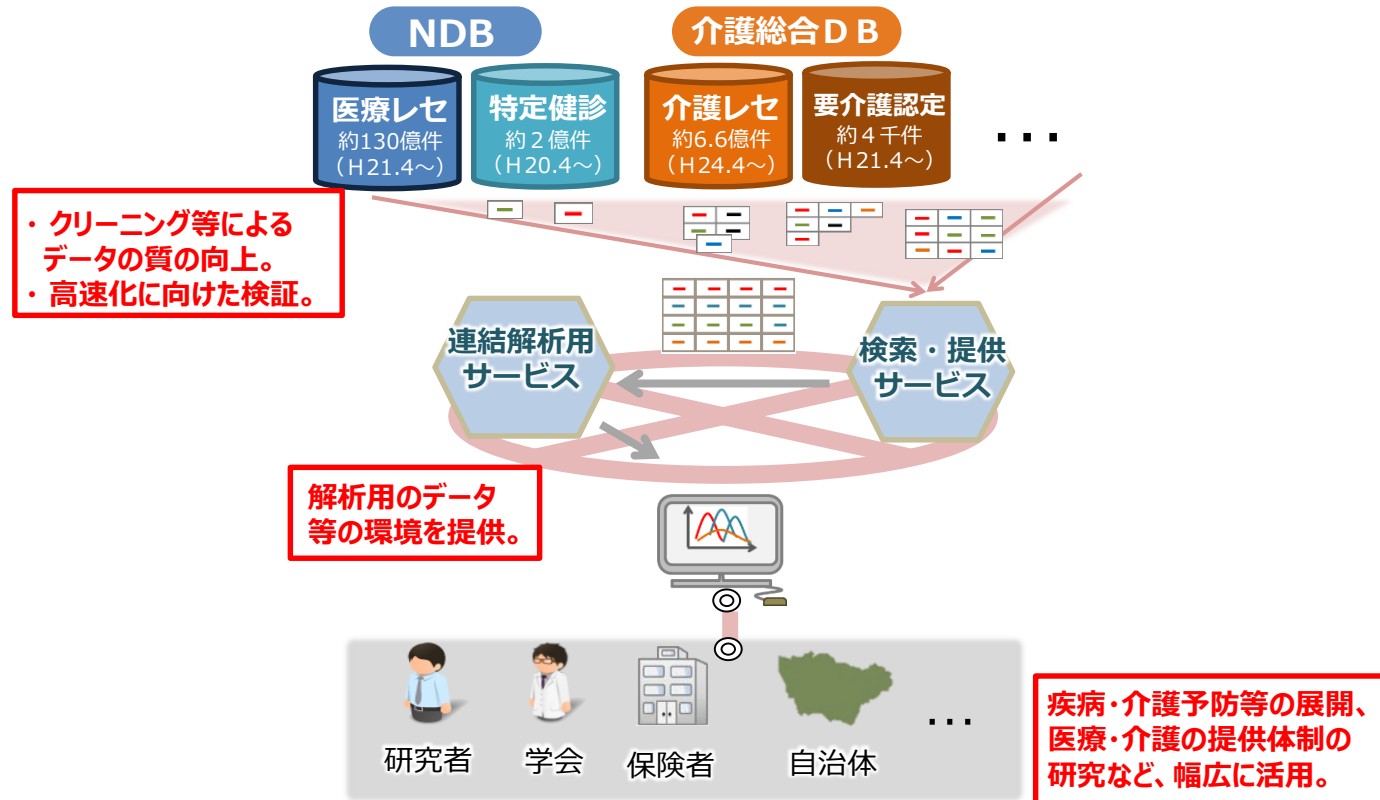 NDB
介護総合ＤＢ
医療レセ
約130億件
（Ｈ21.4～）
特定健診
約２億件
（Ｈ20.4～）
介護レセ
約6.6億件
（H24.4～）
要介護認定
約４千件
（Ｈ21.4～）
・・・
・ クリーニング等による
データの質の向上。
・ 高速化に向けた検証。
連結解析用
サービス
検索・提供
サービス
解析用のデータ
等の環境を提供。
研究者
学会
保険者
自治体
…
疾病・介護予防等の展開、
医療・介護の提供体制の
研究など、幅広に活用。